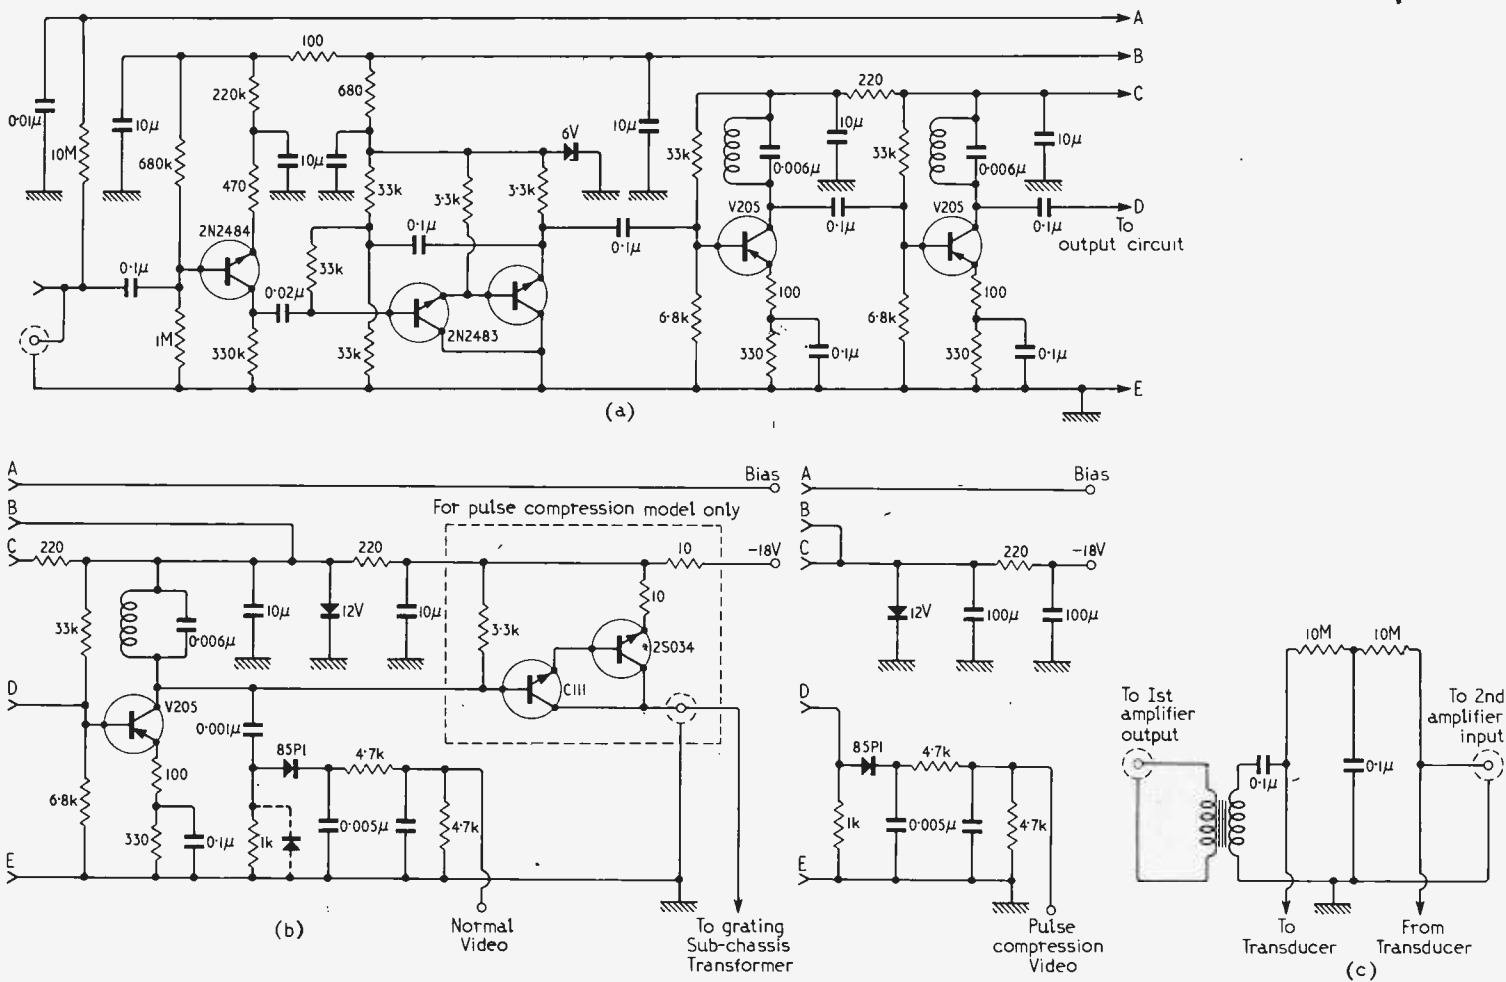 A
100
B
220k
680
220
C
0·01µ
10µ
10M
680k
10µ
6V
10µ
33k
10µ
0·006µ
33k
0·006µ
10µ
470
33k
3·3k
3·3k
V205
V205
D
2N2484
0·1µ
0·1µ
0·1µ
0·1µ
To
output circuit
0·1µ
33k
0·02µ
100
100
2N2483
6·8k
6·8k
1M
330k
33k
330
0·1µ
330
0·1µ
E
(a)
A
Bias
B
For pulse compression model only
C
220
220
10
-18V
33k
0·006µ
10µ
12V
10µ
3·3k
10
2S034
C111
D
V205
0·001µ
85P1
4·7k
100
6·8k
330
0·1µ
1k
0·005µ
4·7k
E
(b)
Normal
Video
To grating
Sub-chassis
Transformer
A
Bias
B
C
220
-18V
12V
100µ
100µ
D
85P1
4·7k
1k
0·005µ
4·7k
E
Pulse
compression
Video
10M
10M
To 1st
amplifier
output
To 2nd
amplifier
input
0·1µ
0·1µ
To
Transducer
From
Transducer
(c)